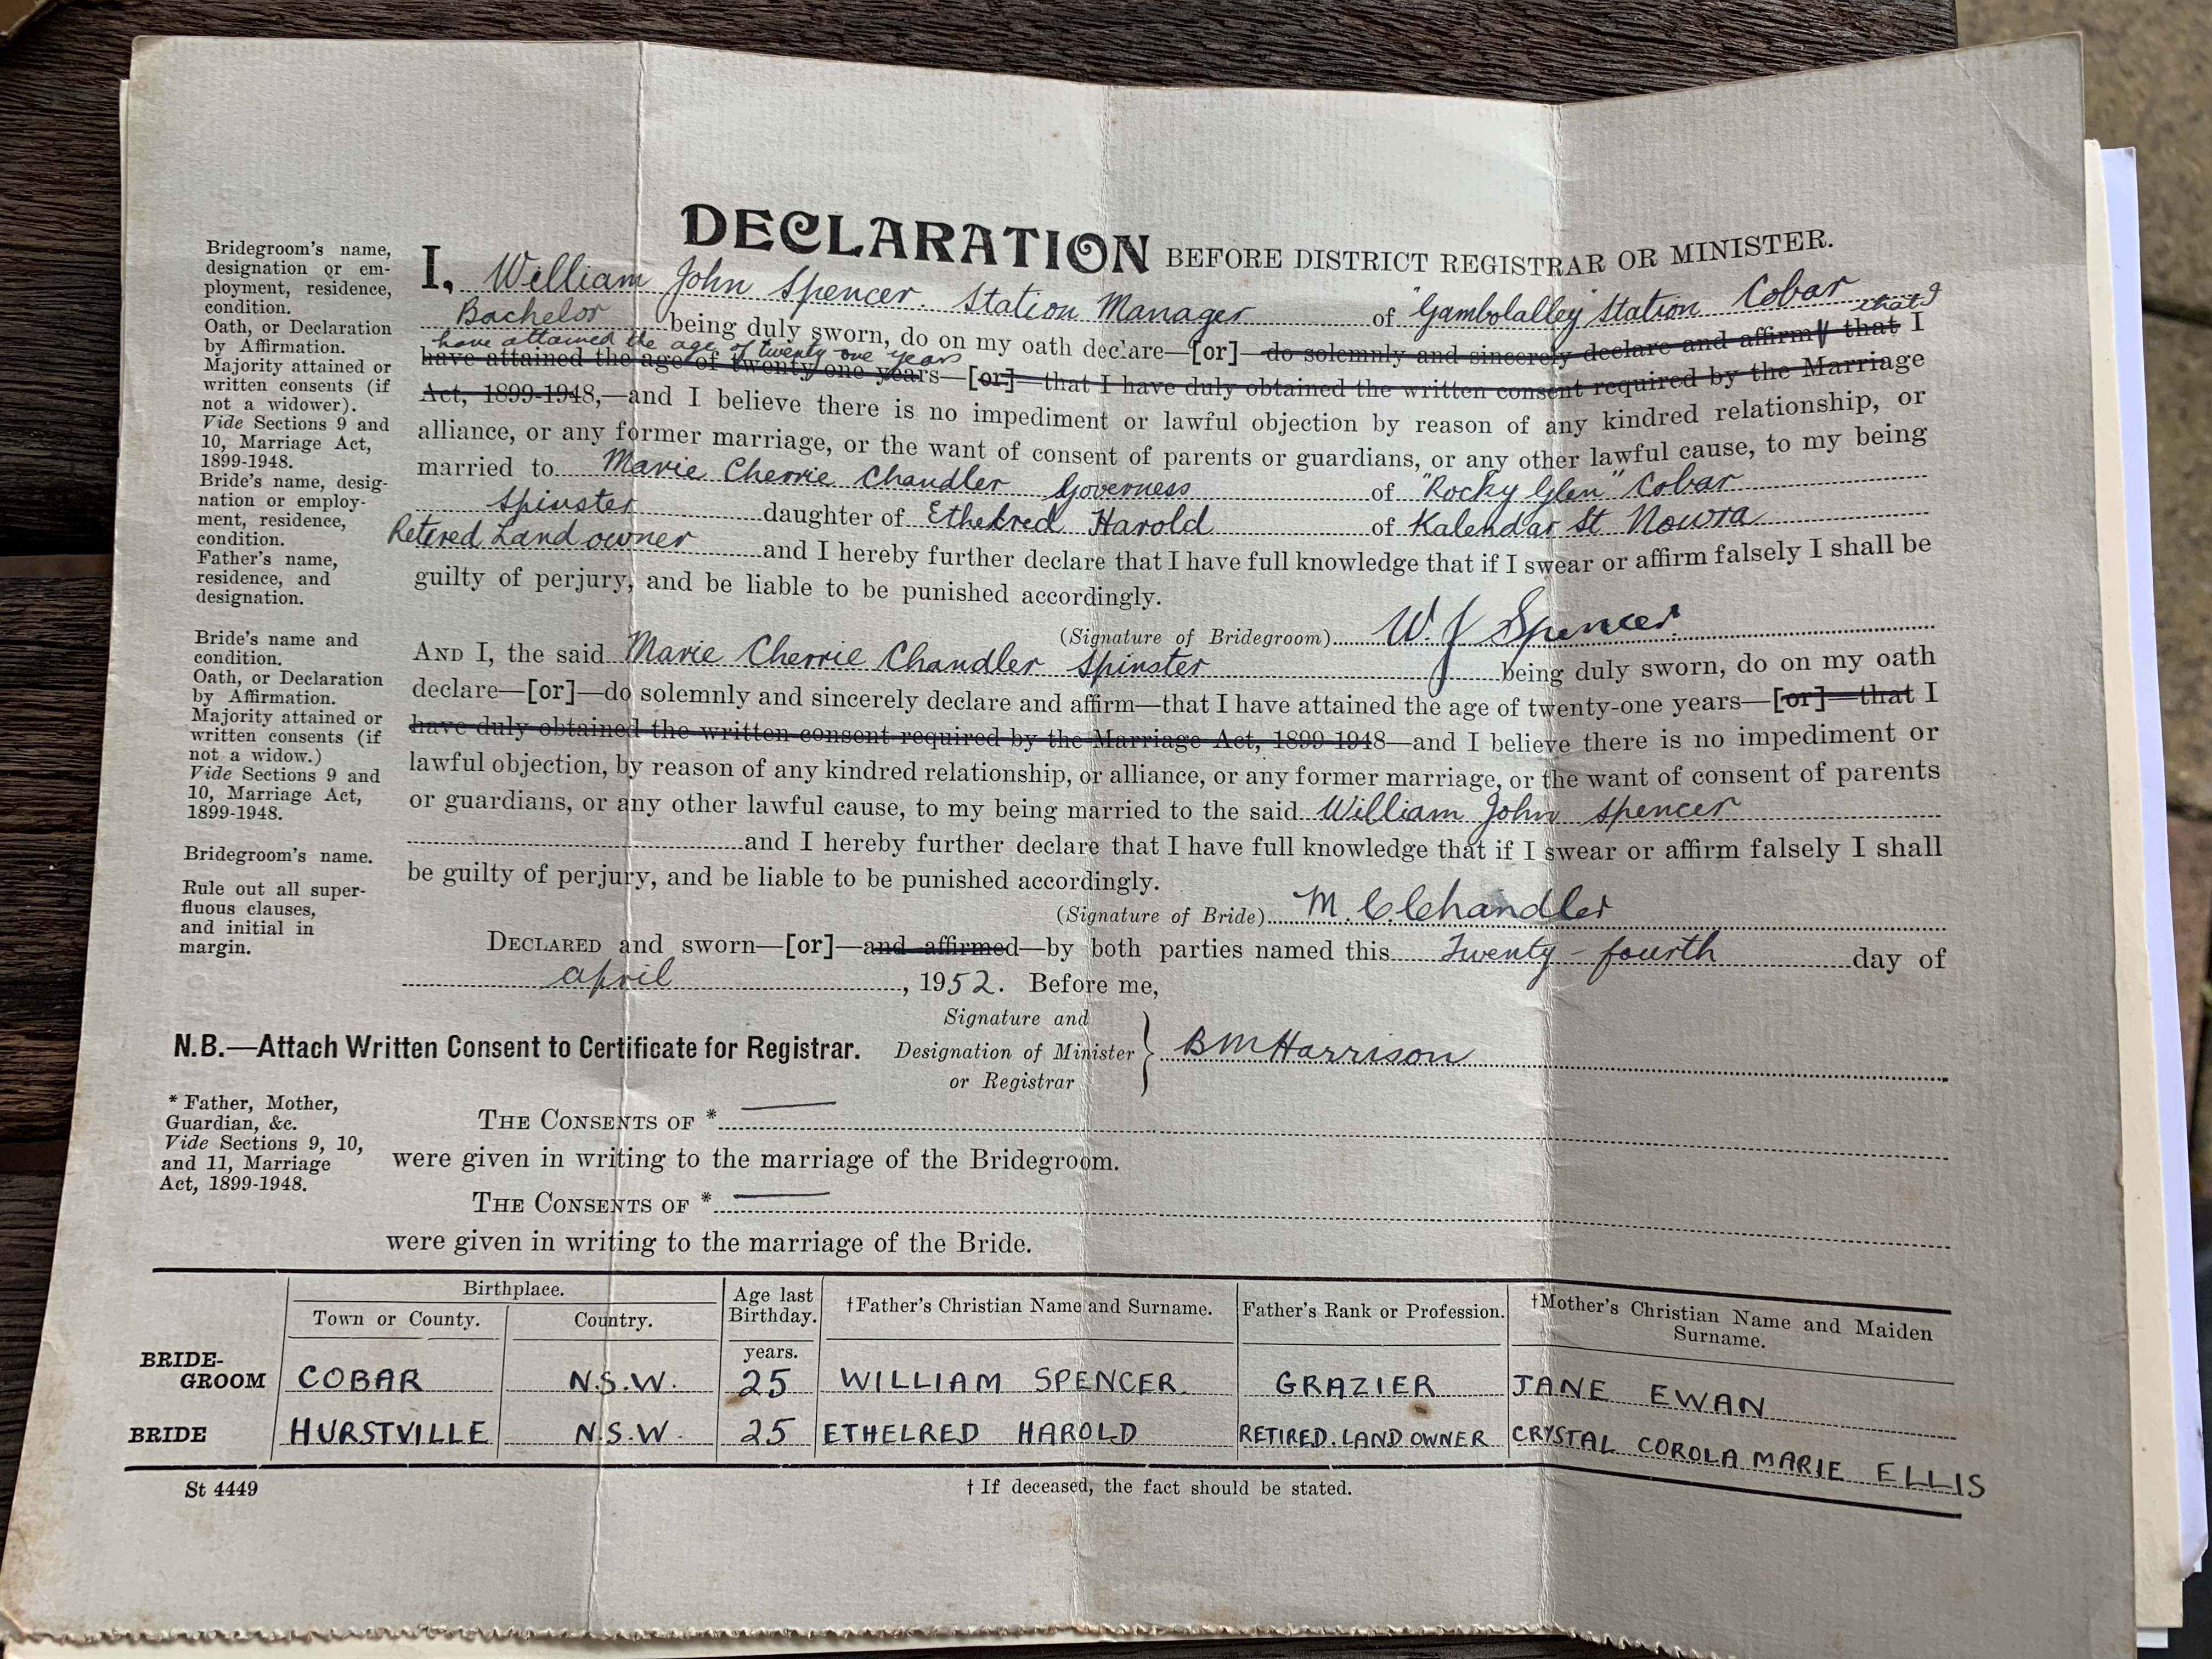 DECLARATION BEFORE DISTRICT REGISTRAR OR MINISTER.
Bridegroom's name,
designation or em-
ployment, residence,
condition.
Oath, or Declaration
by Affirmation.
Majority attained or
written consents (if
not a widower).
Vide Sections 9 and
10, Marriage Act,
1899-1948.
Bride's name, desig-
nation or employ-
ment, residence,
condition.
Father's name,
residence, and
designation.
I, William John Spencer. Station Manager of "Gambolalley" Station Cobar
Bachelor being duly sworn, do on my oath declare—[or]—do solemnly and sincerely declare and affirm that I that I
have attained the age of twenty one years
have attained the age of twenty one years—[or]—that I have duly obtained the written consent required by the Marriage
Act, 1899-1948,—and I believe there is no impediment or lawful objection by reason of any kindred relationship, or
alliance, or any former marriage, or the want of consent of parents or guardians, or any other lawful cause, to my being
married to Marie Cherrie Chandler Governess of "Rocky Glen" Cobar
Spinster daughter of Ethelred Harold of Kalendar St Nowra
Retired Land owner and I hereby further declare that I have full knowledge that if I swear or affirm falsely I shall be
guilty of perjury, and be liable to be punished accordingly.
(Signature of Bridegroom) W. J Spencer.
Bride's name and
condition.
Oath, or Declaration
by Affirmation.
Majority attained or
written consents (if
not a widow.)
Vide Sections 9 and
10, Marriage Act,
1899-1948.
Bridegroom's name.
Rule out all super-
fluous clauses,
and initial in
margin.
AND I, the said Marie Cherrie Chandler Spinster being duly sworn, do on my oath
declare—[or]—do solemnly and sincerely declare and affirm—that I have attained the age of twenty-one years—[or]—that I
have duly obtained the written consent required by the Marriage Act, 1899-1948—and I believe there is no impediment or
lawful objection, by reason of any kindred relationship, or alliance, or any former marriage, or the want of consent of parents
or guardians, or any other lawful cause, to my being married to the said William John Spencer
and I hereby further declare that I have full knowledge that if I swear or affirm falsely I shall
be guilty of perjury, and be liable to be punished accordingly.
(Signature of Bride) M. C Chandler
DECLARED and sworn—[or]—and affirmed—by both parties named this Twenty-fourth day of
april, 1952. Before me,
N.B.—Attach Written Consent to Certificate for Registrar.
Signature and
Designation of Minister
or Registrar
BMHarrison
* Father, Mother,
Guardian, &c.
Vide Sections 9, 10,
and 11, Marriage
Act, 1899-1948.
THE CONSENTS OF *
were given in writing to the marriage of the Bridegroom.
THE CONSENTS OF *
were given in writing to the marriage of the Bride.
Birthplace. Age last Birthday. †Father's Christian Name and Surname. Father's Rank or Profession. †Mother's Christian Name and Maiden Surname.
Town or County. Country.
years.
BRIDE-
GROOM COBAR N.S.W. 25 WILLIAM SPENCER. GRAZIER JANE EWAN
BRIDE HURSTVILLE N.S.W. 25 ETHELRED HAROLD RETIRED. LAND OWNER CRYSTAL COROLA MARIE ELLIS
St 4449 † If deceased, the fact should be stated.